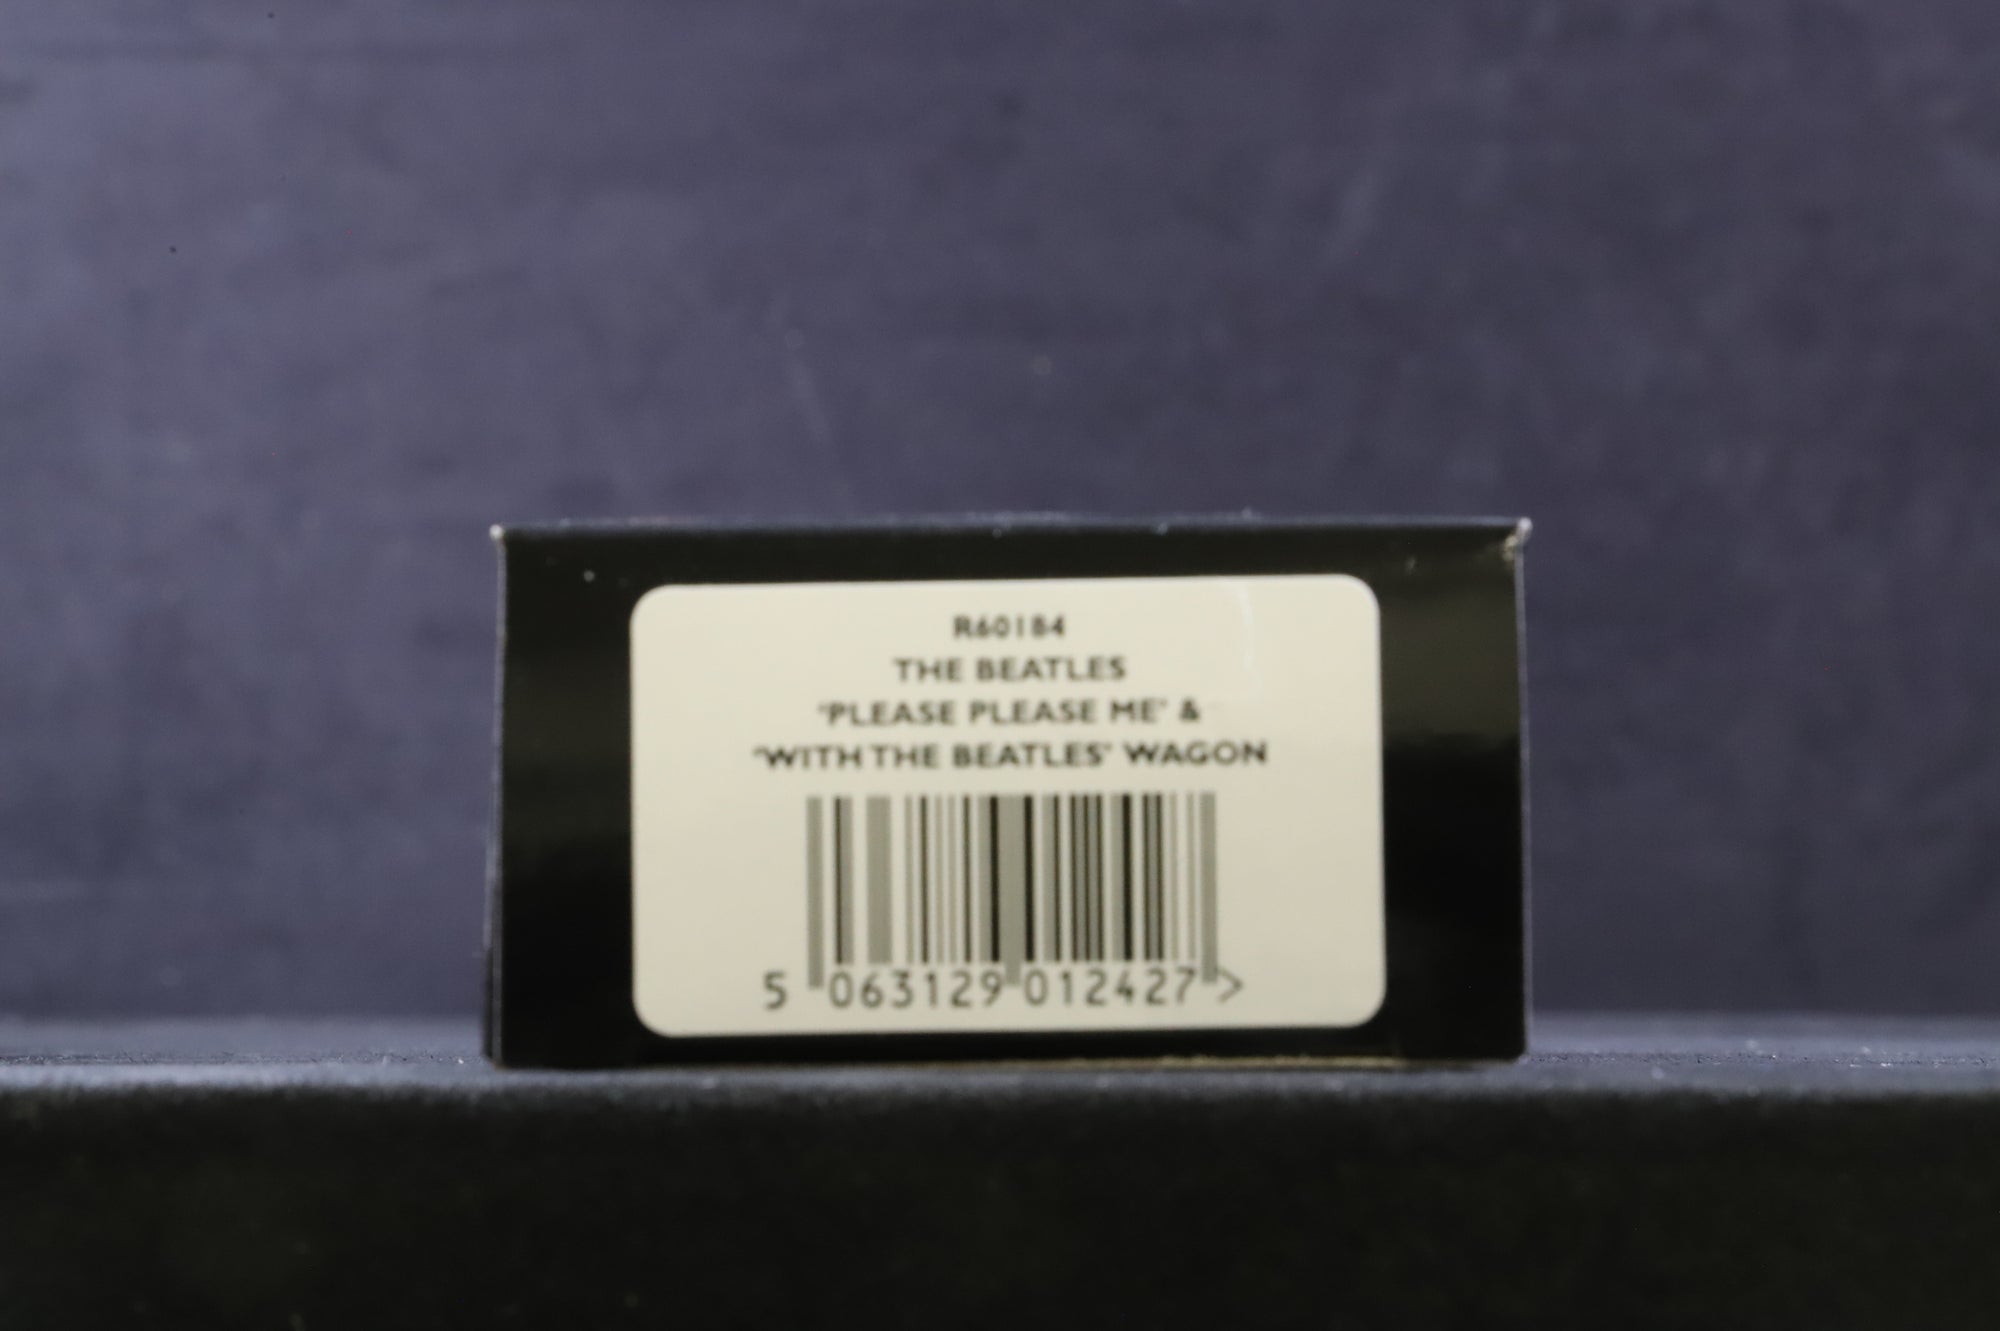 R60184
THE BEATLES
'PLEASE PLEASE ME' &
'WITH THE BEATLES' WAGON
5 063129 012427 >